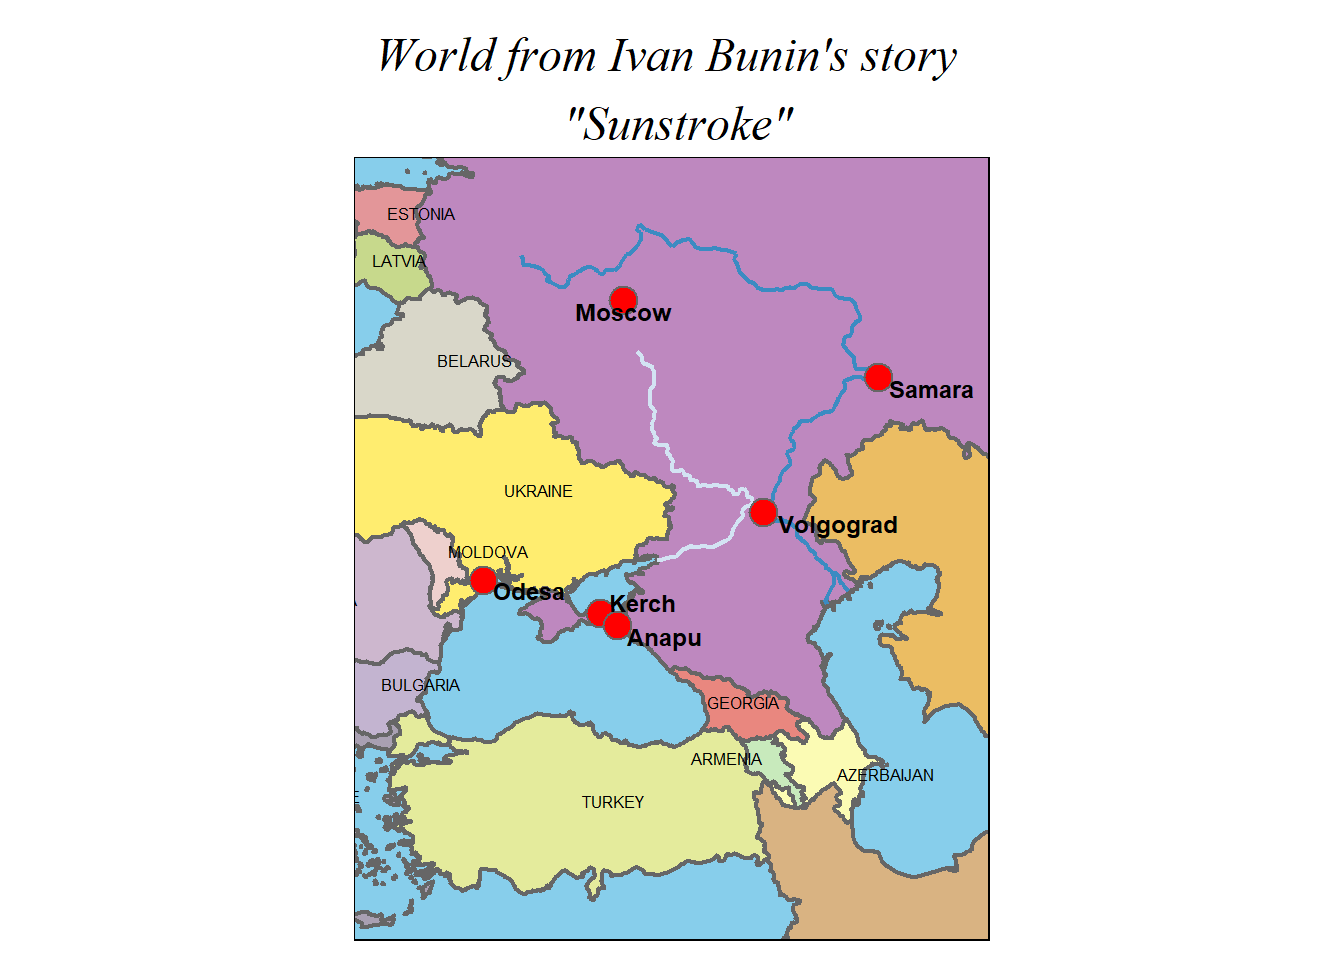 World from Ivan Bunin's story
"Sunstroke"
ESTONIA
LATVIA
Moscow
BELARUS
Samara
UKRAINE
Volgograd
MOLDOVA
Odesa
Kerch
Anapu
BULGARIA
GEORGIA
ARMENIA
AZERBAIJAN
TURKEY